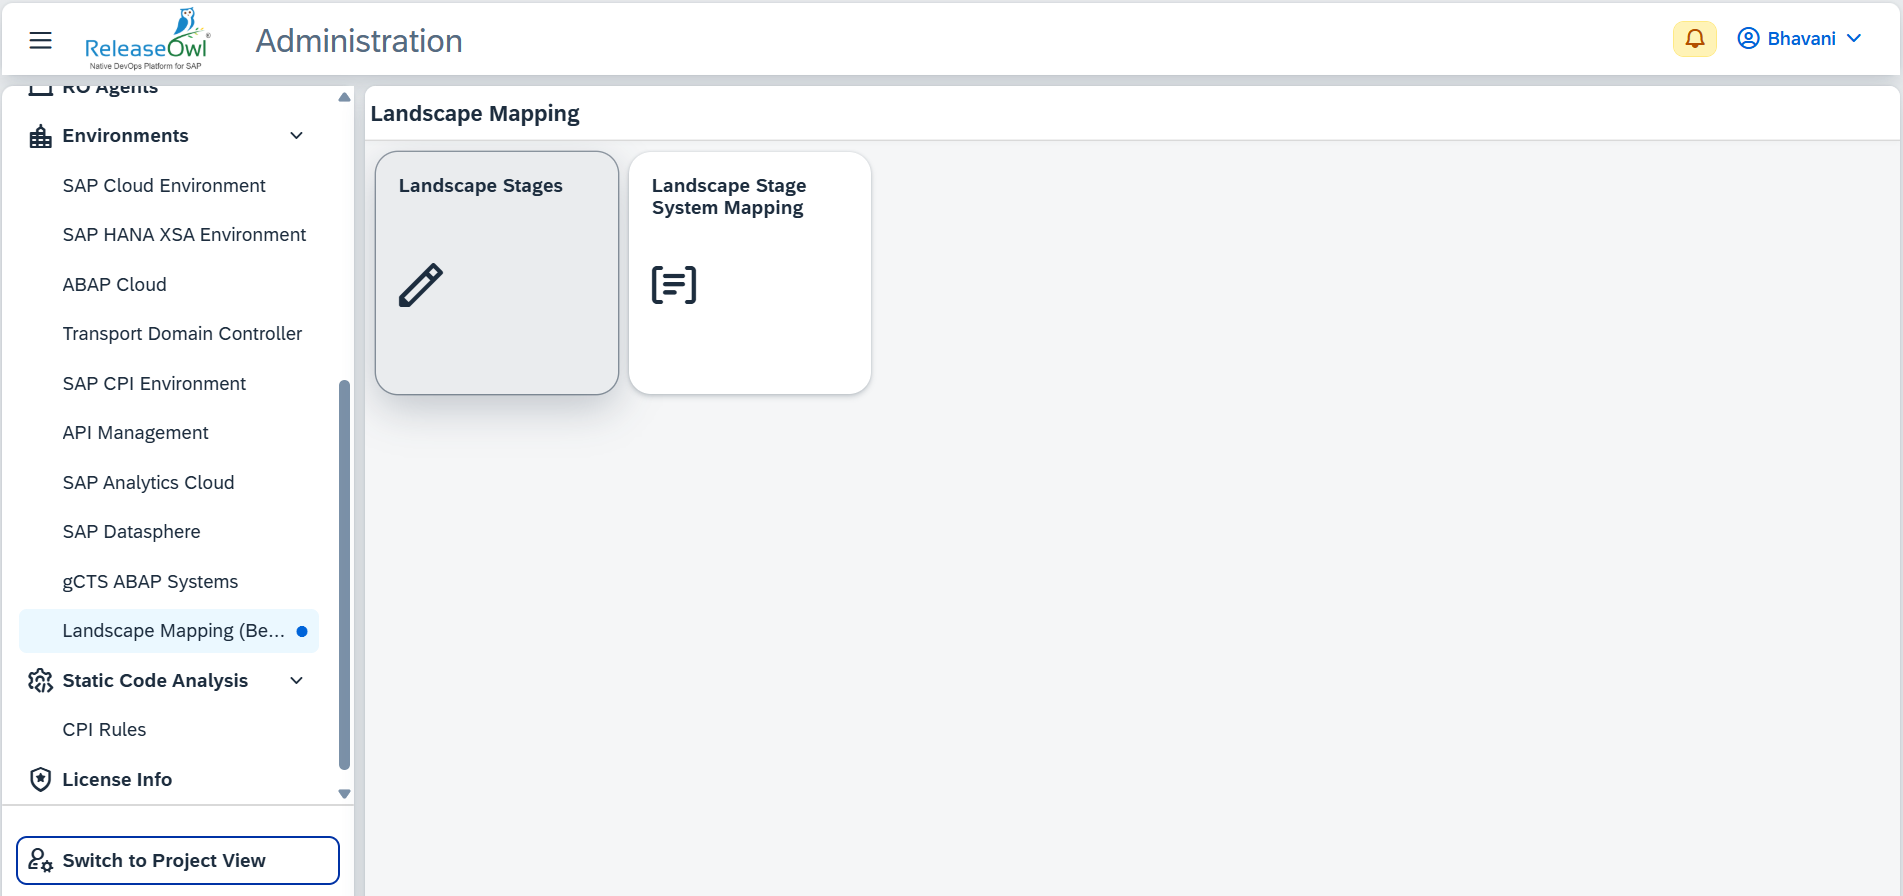 ReleaseOwl®
Native DevOps Platform for SAP
Administration
Bhavani
RO Agents
Environments
SAP Cloud Environment
SAP HANA XSA Environment
ABAP Cloud
Transport Domain Controller
SAP CPI Environment
API Management
SAP Analytics Cloud
SAP Datasphere
gCTS ABAP Systems
Landscape Mapping (Be...
Static Code Analysis
CPI Rules
License Info
Switch to Project View
Landscape Mapping
Landscape Stages
Landscape Stage
System Mapping